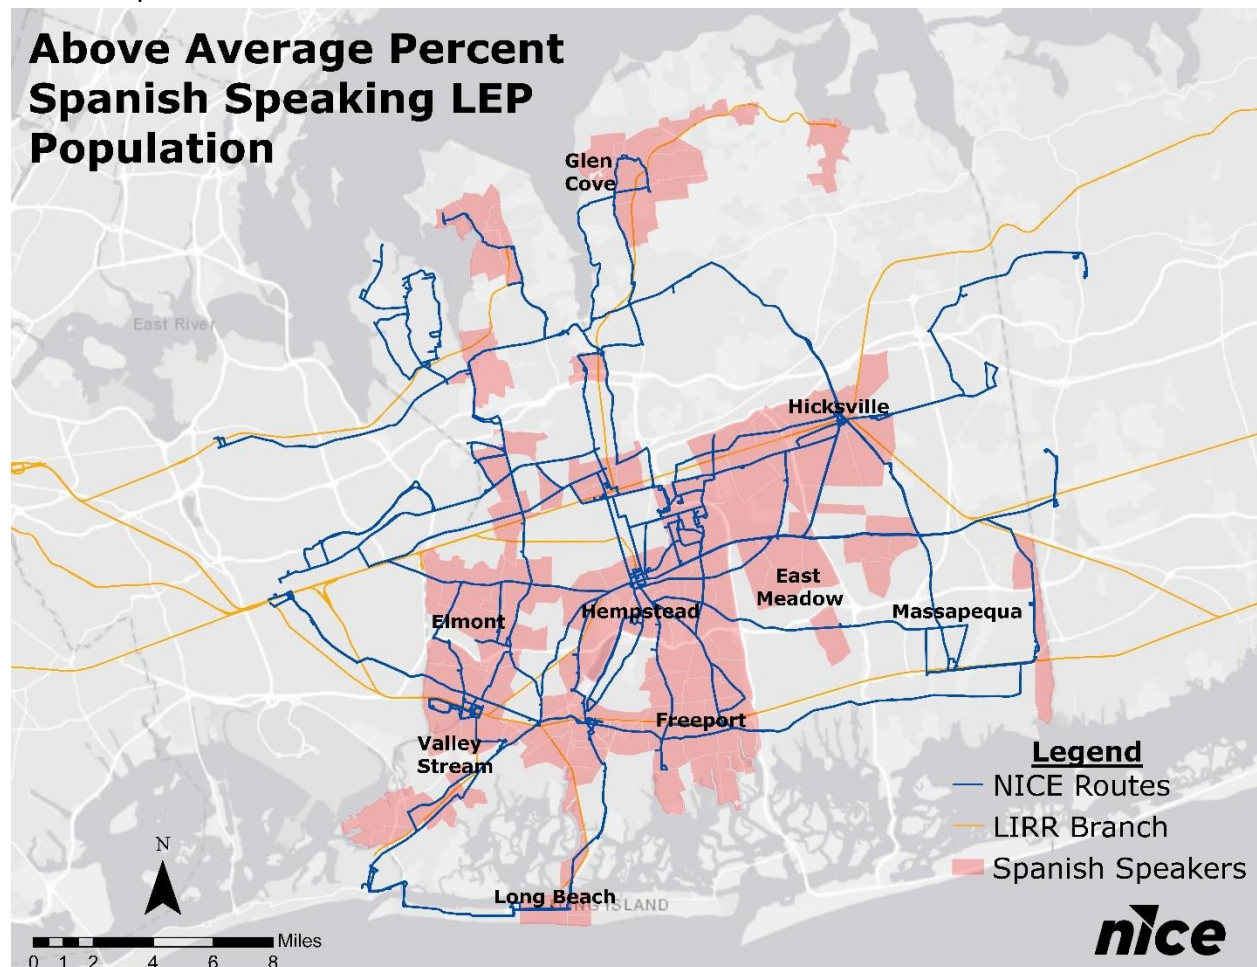 Above Average Percent
Spanish Speaking LEP
Population
Glen
Cove
East River
Hicksville
East
Meadow
Hempstead
Massapequa
Elmont
Freeport
Valley
Stream
Long Beach
ISLAND
Legend
NICE Routes
LIRR Branch
Spanish Speakers
N
Miles
0 1 2 4 6 8
nice